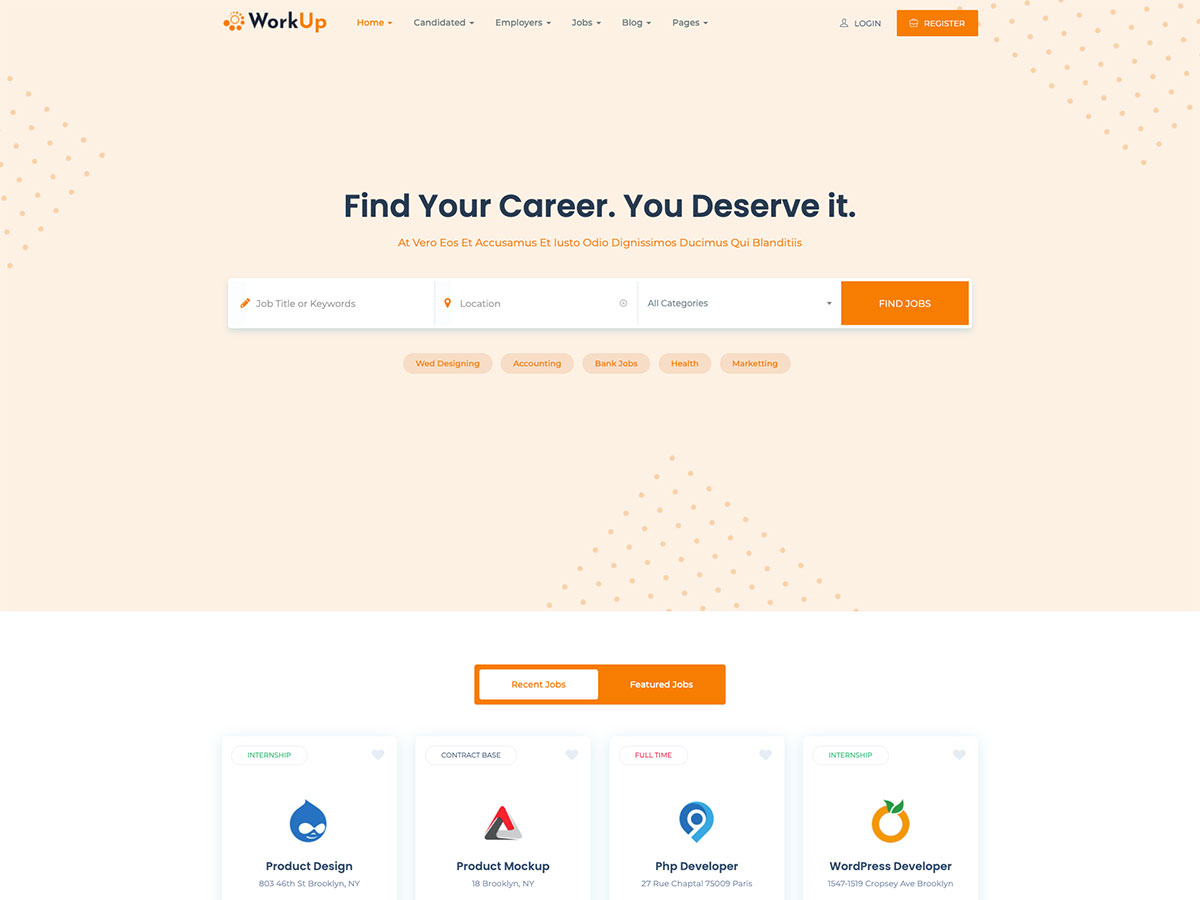 WorkUp Home Candidated Employers Jobs Blog Pages LOGIN REGISTER
Find Your Career. You Deserve it.
At Vero Eos Et Accusamus Et Iusto Odio Dignissimos Ducimus Qui Blanditiis
Job Title or Keywords Location All Categories FIND JOBS
Wed Designing Accounting Bank Jobs Health Marketting
Recent Jobs Featured Jobs
INTERNSHIP CONTRACT BASE FULL TIME INTERNSHIP
Product Design Product Mockup Php Developer WordPress Developer
803 46th St Brooklyn, NY 18 Brooklyn, NY 27 Rue Chaptal 75009 Paris 1547-1519 Cropsey Ave Brooklyn